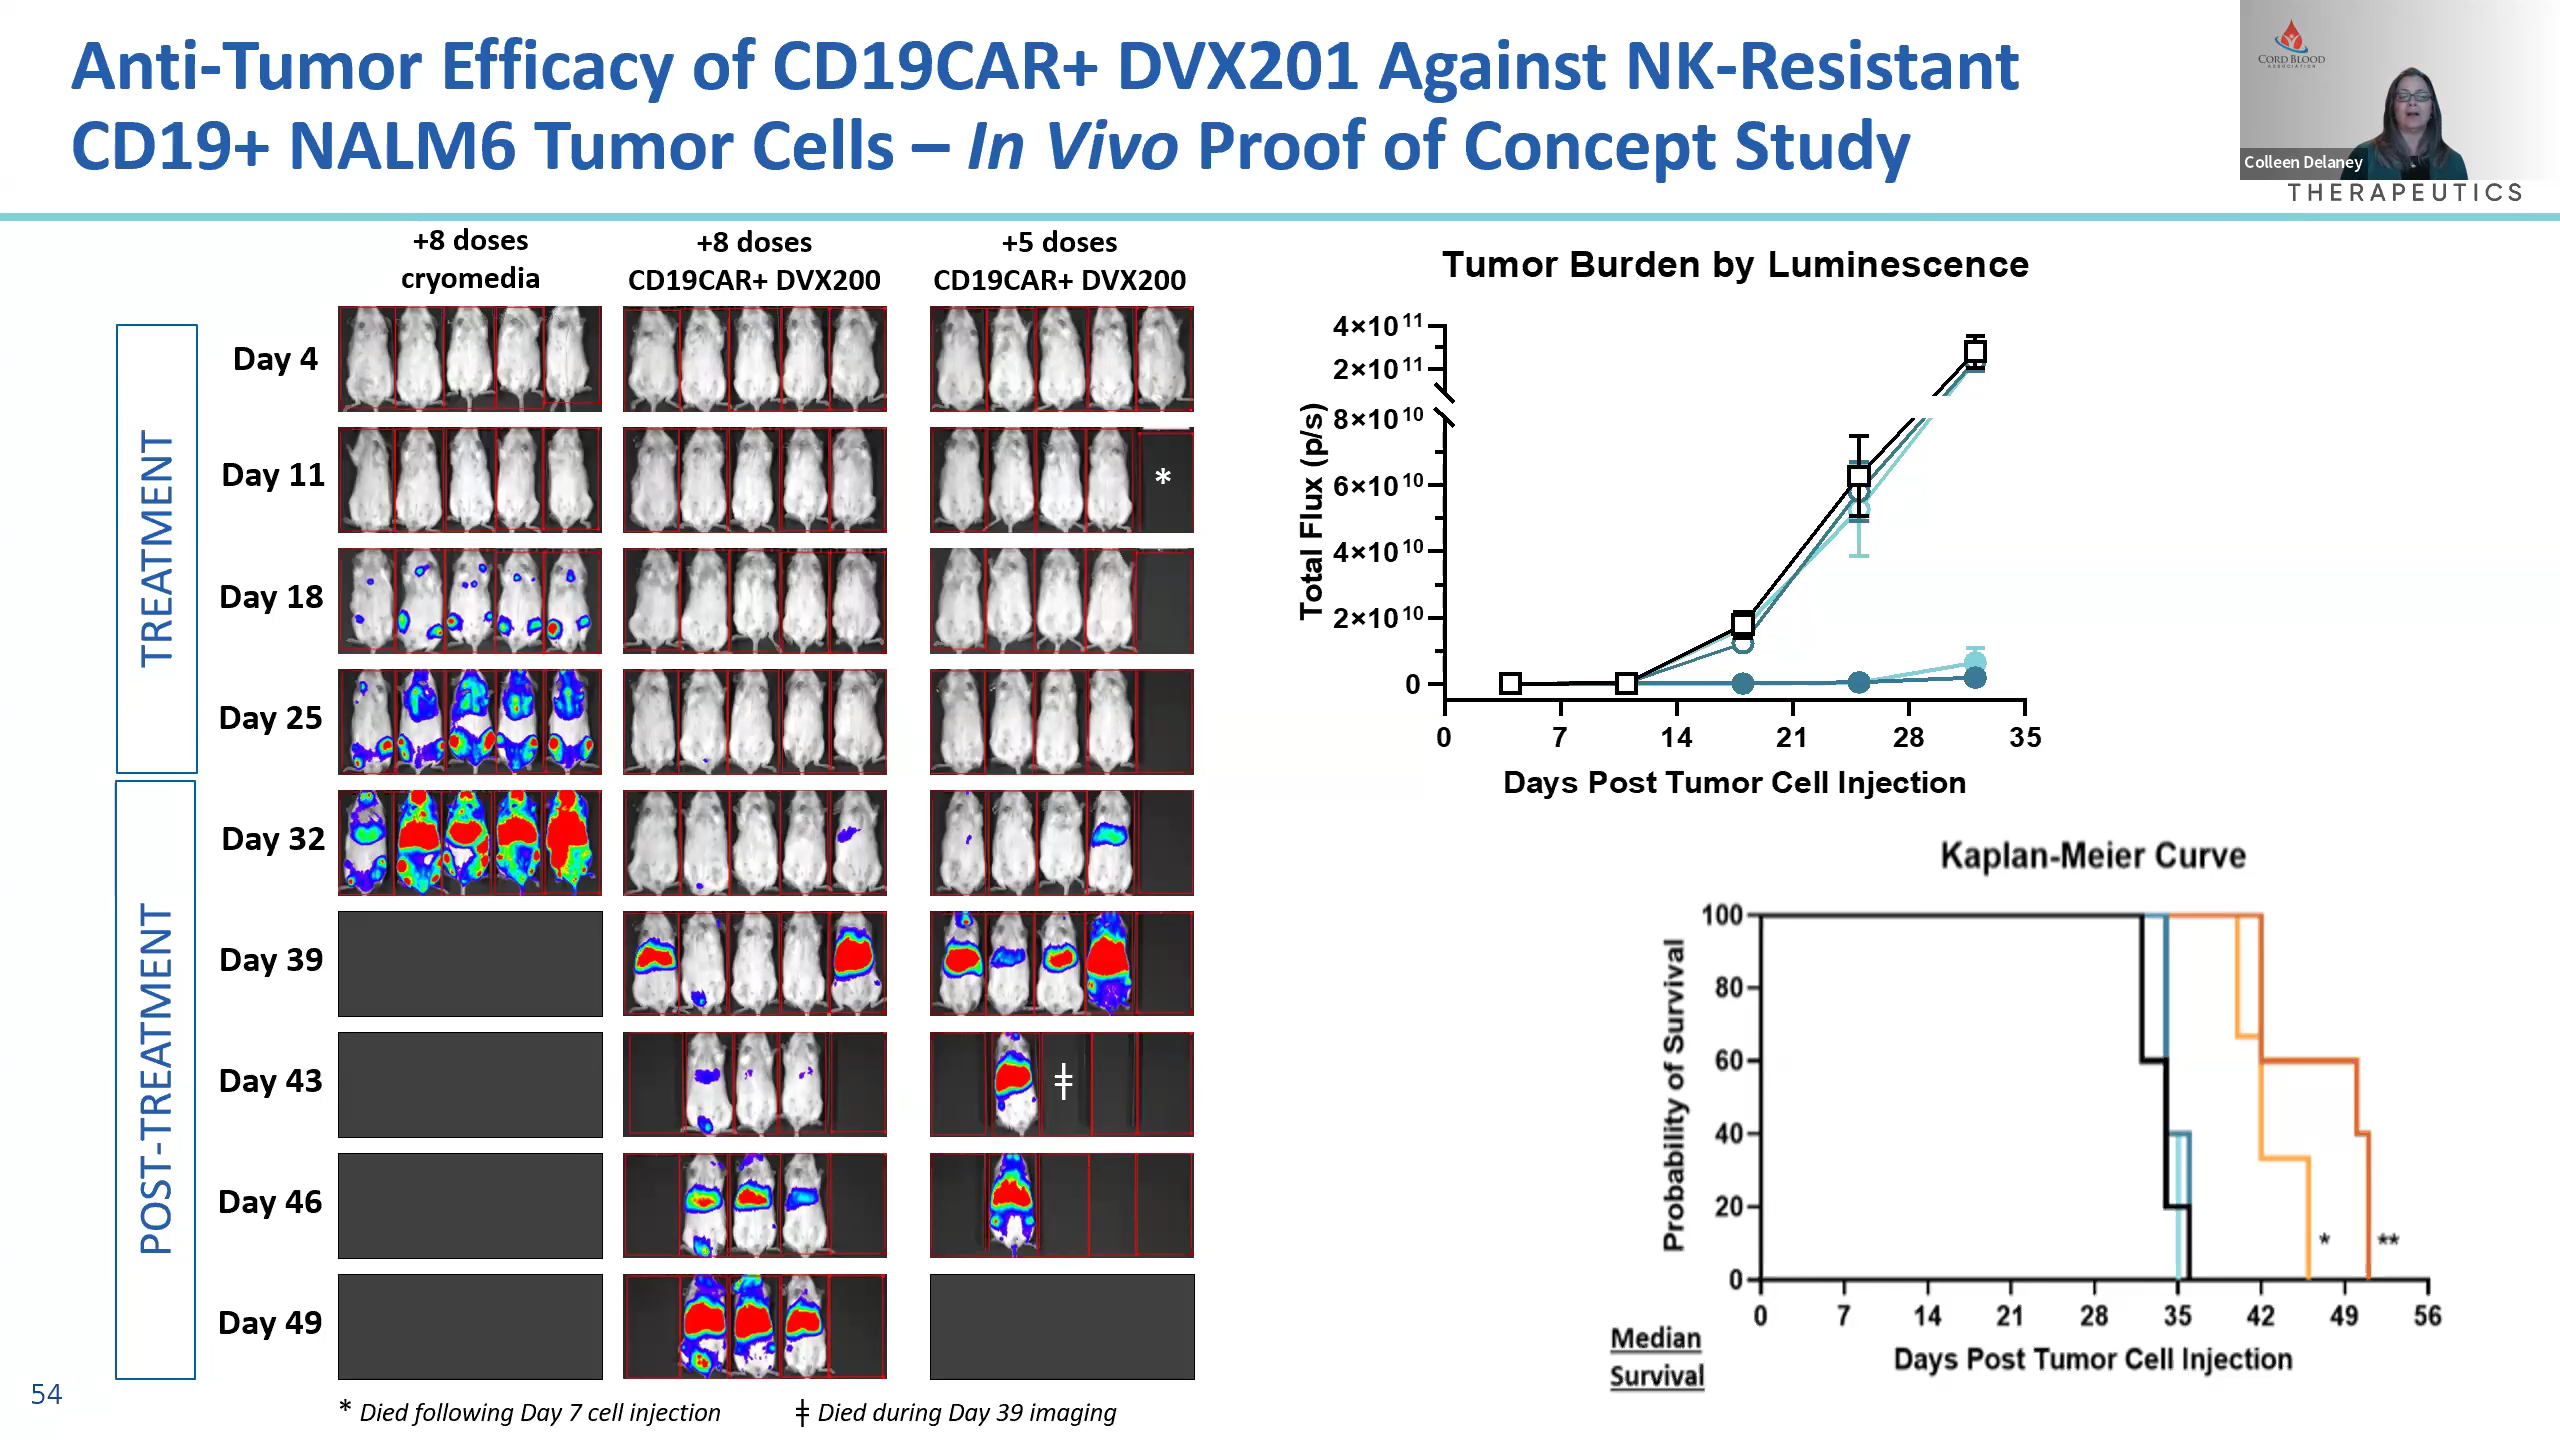 Anti-Tumor Efficacy of CD19CAR+ DVX201 Against NK-Resistant
CD19+ NALM6 Tumor Cells – In Vivo Proof of Concept Study
CORD BLOOD
ASSOCIATION
Colleen Delaney
THERAPEUTICS
+8 doses
cryomedia
+8 doses
CD19CAR+ DVX200
+5 doses
CD19CAR+ DVX200
TREATMENT
Day 4
Day 11
*
Day 18
Day 25
POST-TREATMENT
Day 32
Day 39
Day 43
ǂ
Day 46
Day 49
* Died following Day 7 cell injection
ǂ Died during Day 39 imaging
54
Tumor Burden by Luminescence
Total Flux (p/s)
4×10¹¹
2×10¹¹
8×10¹⁰
6×10¹⁰
4×10¹⁰
2×10¹⁰
0
0 7 14 21 28 35
Days Post Tumor Cell Injection
Kaplan-Meier Curve
Probability of Survival
100
80
60
40
20
0
* **
0 7 14 21 28 35 42 49 56
Days Post Tumor Cell Injection
Median
Survival